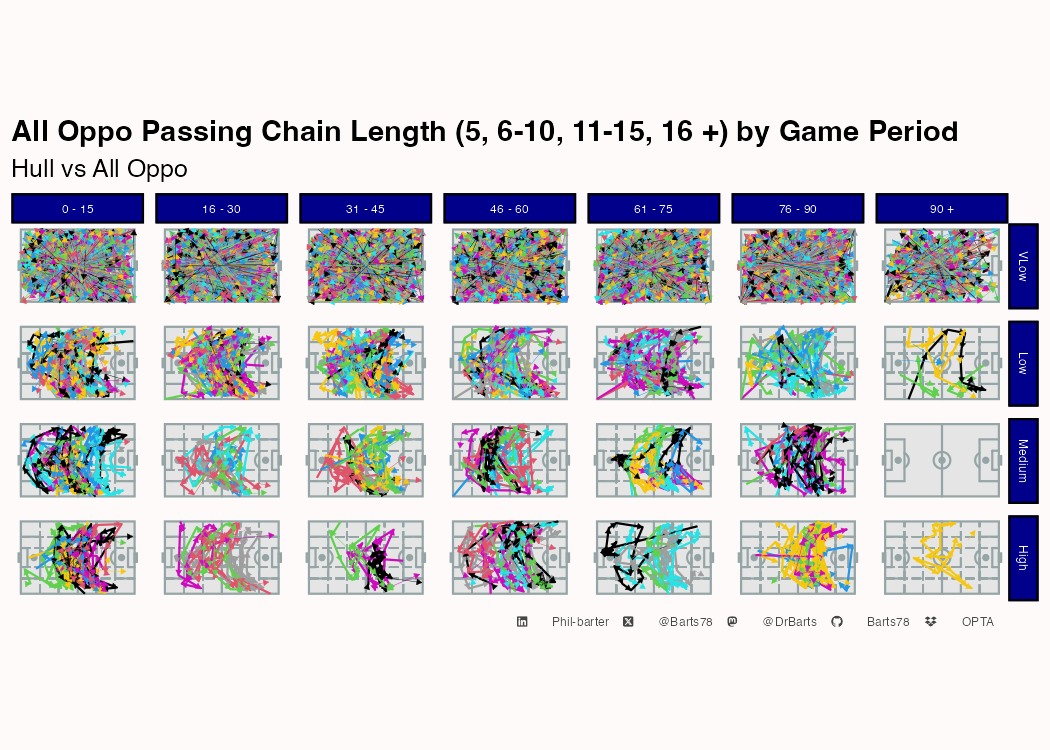 All Oppo Passing Chain Length (5, 6-10, 11-15, 16 +) by Game Period
Hull vs All Oppo
0 - 15 16 - 30 31 - 45 46 - 60 61 - 75 76 - 90 90 +
VLow
Low
Medium
High
Phil-barter @Barts78 @DrBarts Barts78 OPTA